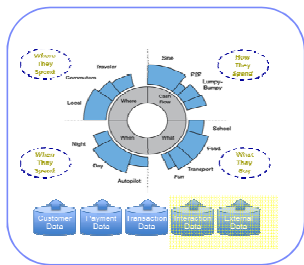 Where
They
Spend
How
They
Spend
Traveler
Commuters
Local
Size
P2P
Lumpy-
Bumpy
Where
Cash
Flow
When
What
Night
Day
Autopilot
School
Food
Transport
Fun
When
They
Spend
What
They
Buy
Customer
Data
Payment
Data
Transaction
Data
Interaction
Data
External
Data